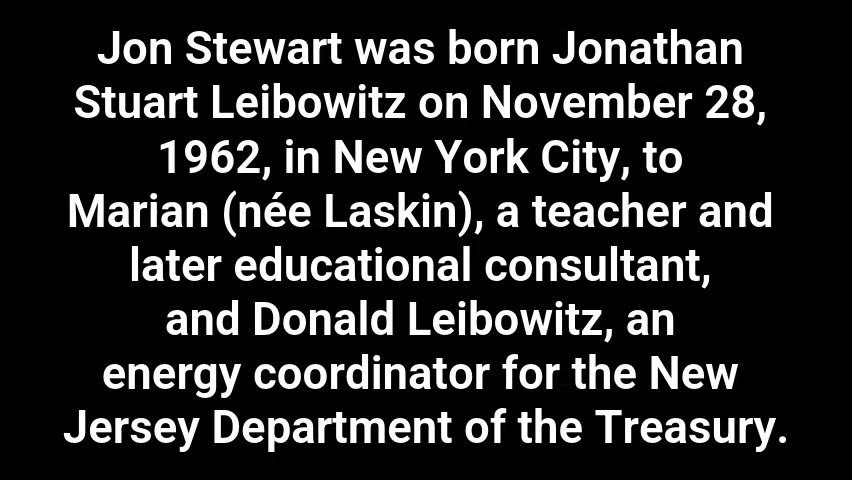 Jon Stewart was born Jonathan
Stuart Leibowitz on November 28,
1962, in New York City, to
Marian (née Laskin), a teacher and
later educational consultant,
and Donald Leibowitz, an
energy coordinator for the New
Jersey Department of the Treasury.